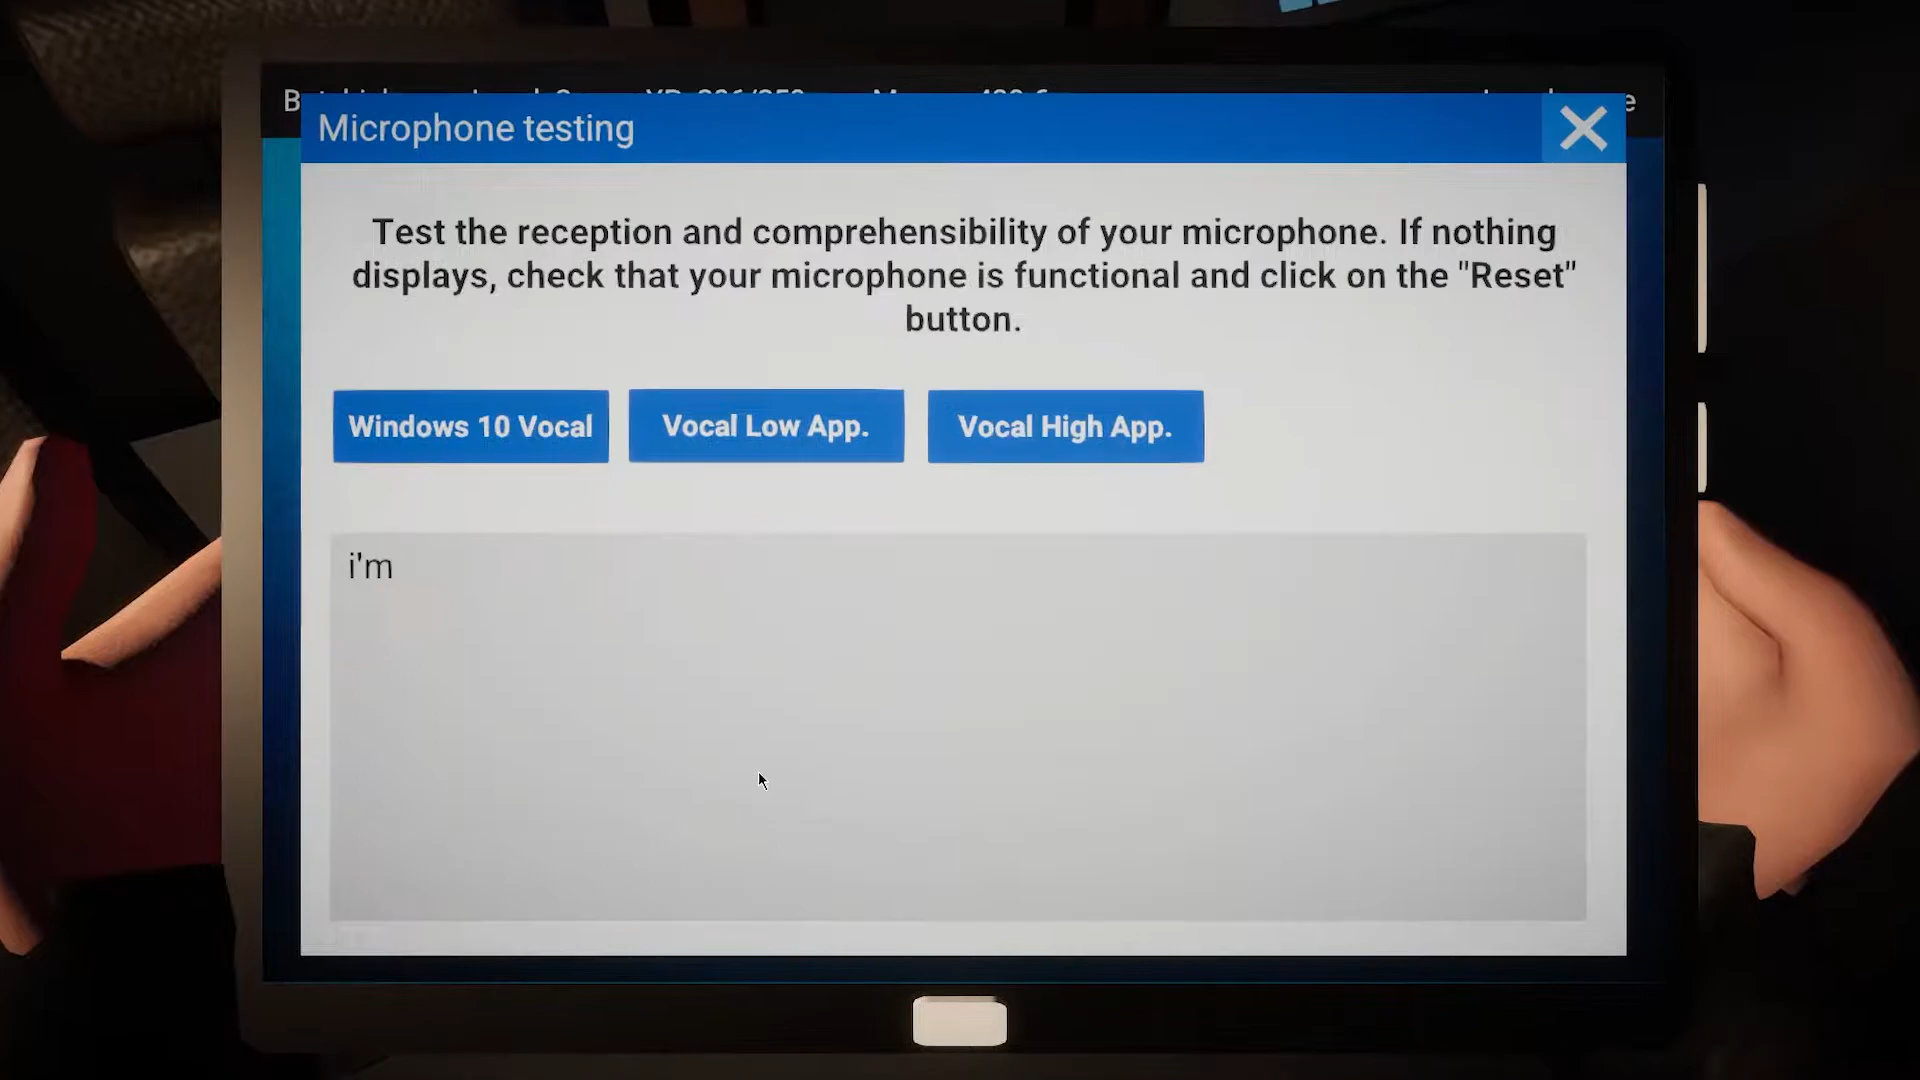 Microphone testing
Test the reception and comprehensibility of your microphone. If nothing
displays, check that your microphone is functional and click on the "Reset"
button.
Windows 10 Vocal
Vocal Low App.
Vocal High App.
i'm